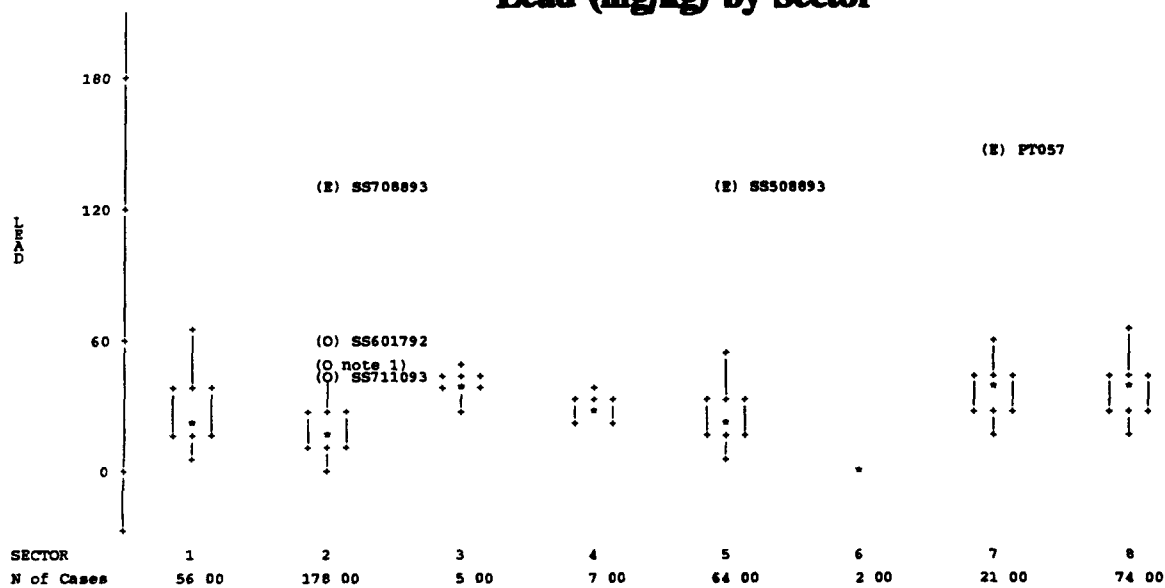 Lead (mg/kg) by Sector
180
(E) PT057
(E) SS708893
(E) SS508893
120
LEAD
60
(O) SS601792
(O note 1)
(O) SS711093
0
SECTOR 1 2 3 4 5 6 7 8
N of Cases 56 00 178 00 5 00 7 00 64 00 2 00 21 00 74 00